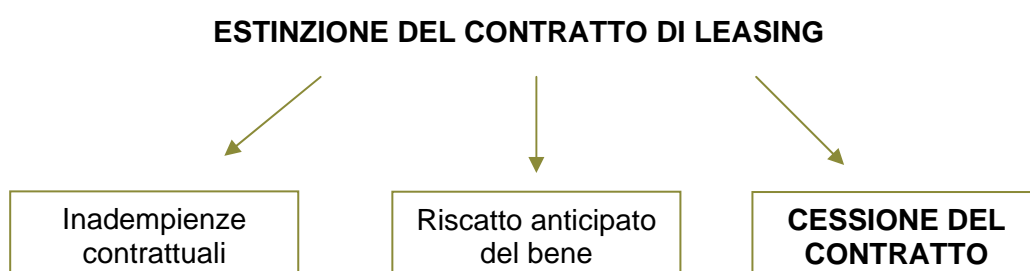 ESTINZIONE DEL CONTRATTO DI LEASING
Inadempienze
contrattuali
Riscatto anticipato
del bene
CESSIONE DEL
CONTRATTO